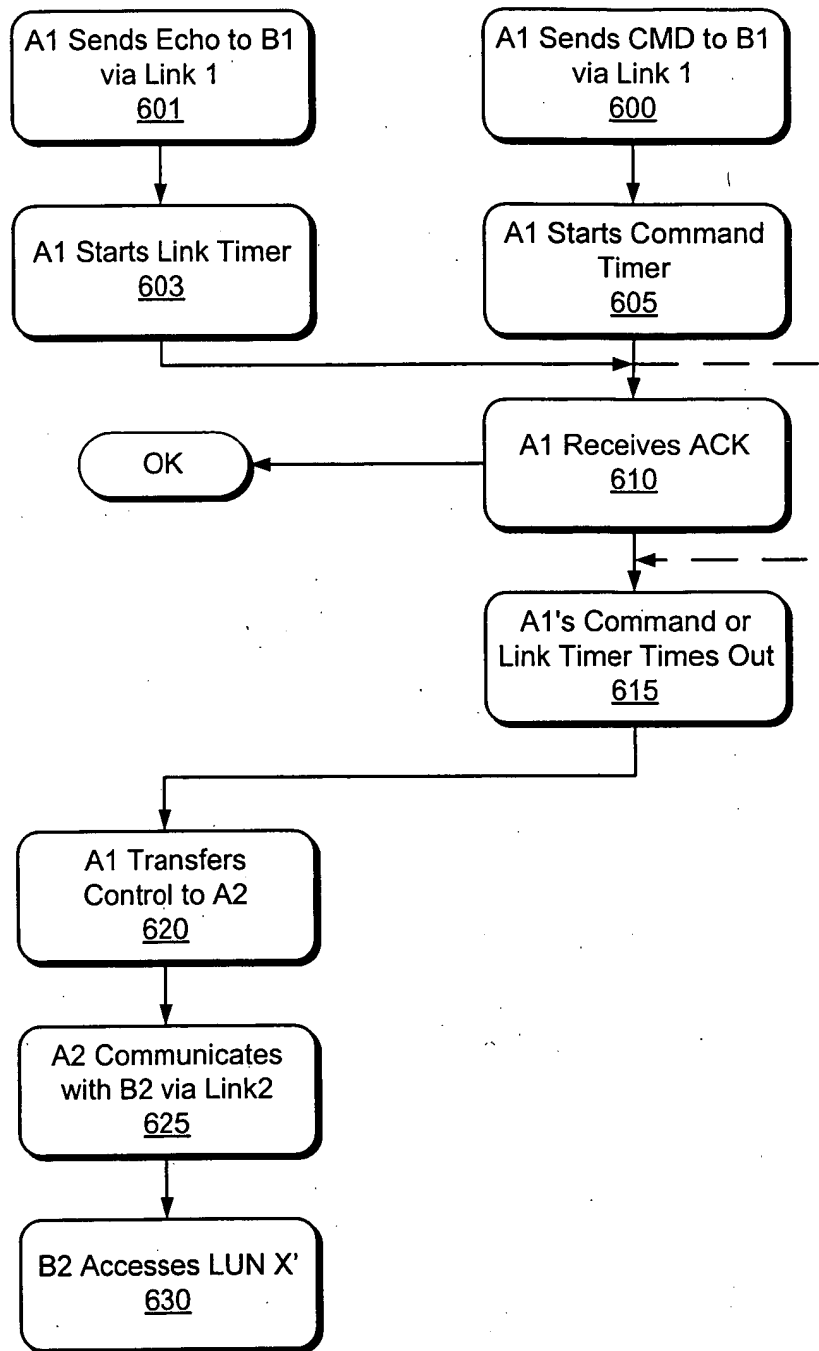 A1 Sends Echo to B1
via Link 1
601
A1 Sends CMD to B1
via Link 1
600
A1 Starts Link Timer
603
A1 Starts Command
Timer
605
OK
A1 Receives ACK
610
A1's Command or
Link Timer Times Out
615
A1 Transfers
Control to A2
620
A2 Communicates
with B2 via Link2
625
B2 Accesses LUN X'
630